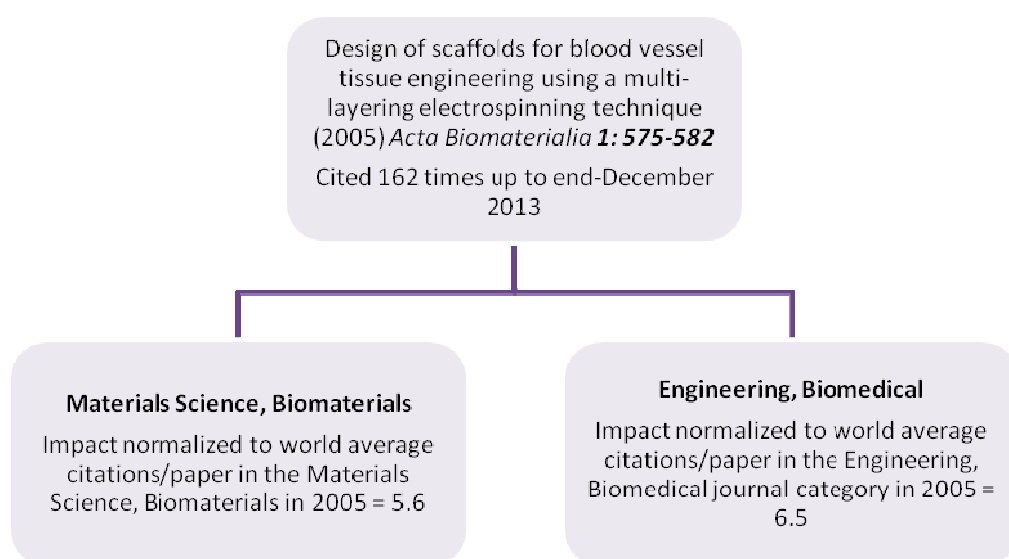 Design of scaffolds for blood vessel
tissue engineering using a multi-
layering electrospinning technique
(2005) Acta Biomaterialia 1: 575-582
Cited 162 times up to end-December
2013
Materials Science, Biomaterials
Impact normalized to world average
citations/paper in the Materials
Science, Biomaterials in 2005 = 5.6
Engineering, Biomedical
Impact normalized to world average
citations/paper in the Engineering,
Biomedical journal category in 2005 =
6.5